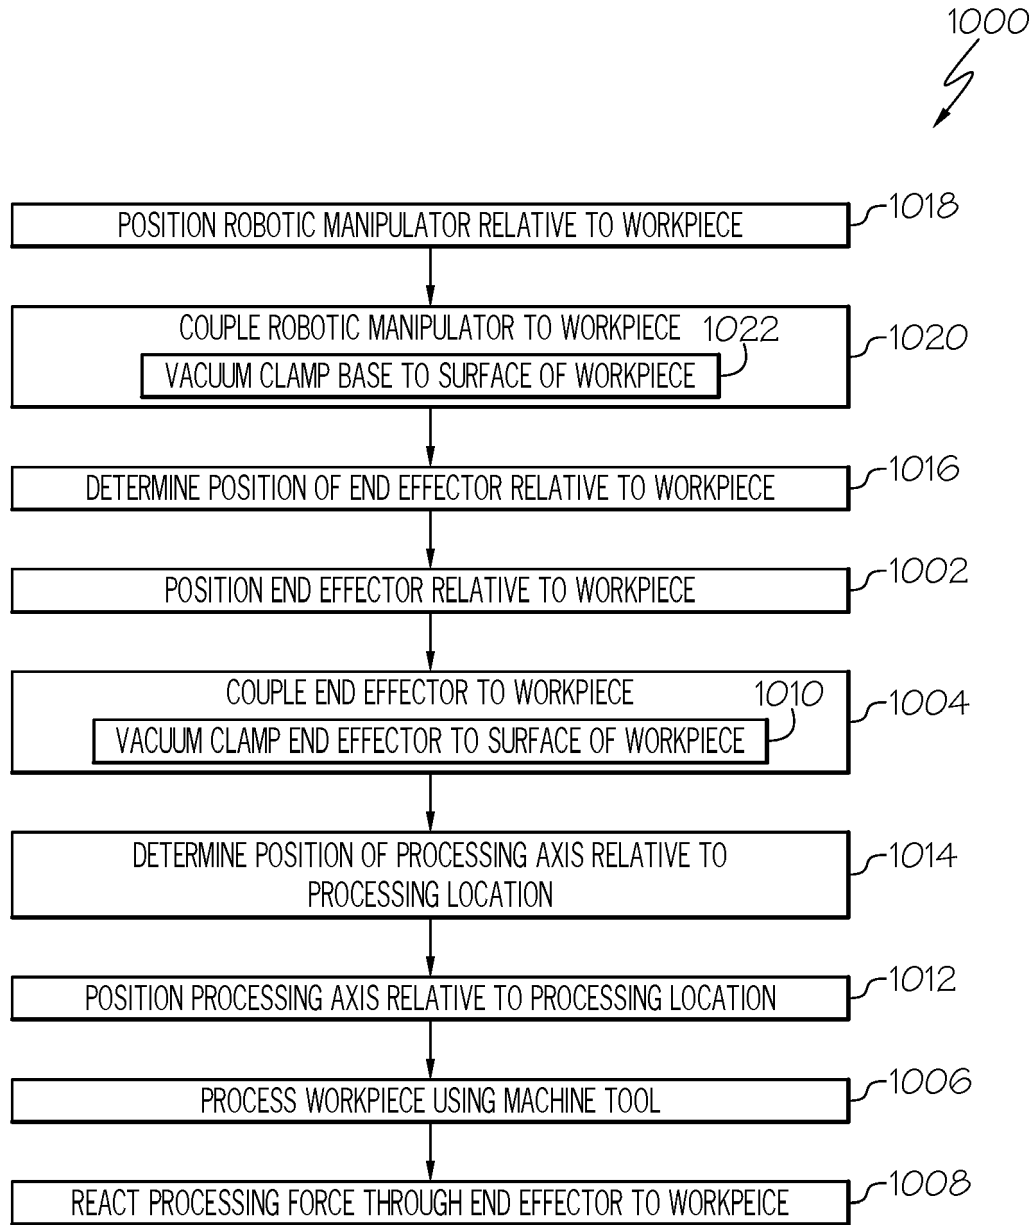 1000
POSITION ROBOTIC MANIPULATOR RELATIVE TO WORKPIECE
1018
COUPLE ROBOTIC MANIPULATOR TO WORKPIECE
1022
1020
VACUUM CLAMP BASE TO SURFACE OF WORKPIECE
DETERMINE POSITION OF END EFFECTOR RELATIVE TO WORKPIECE
1016
POSITION END EFFECTOR RELATIVE TO WORKPIECE
1002
COUPLE END EFFECTOR TO WORKPIECE
1010
1004
VACUUM CLAMP END EFFECTOR TO SURFACE OF WORKPIECE
DETERMINE POSITION OF PROCESSING AXIS RELATIVE TO
PROCESSING LOCATION
1014
POSITION PROCESSING AXIS RELATIVE TO PROCESSING LOCATION
1012
PROCESS WORKPIECE USING MACHINE TOOL
1006
REACT PROCESSING FORCE THROUGH END EFFECTOR TO WORKPEICE
1008